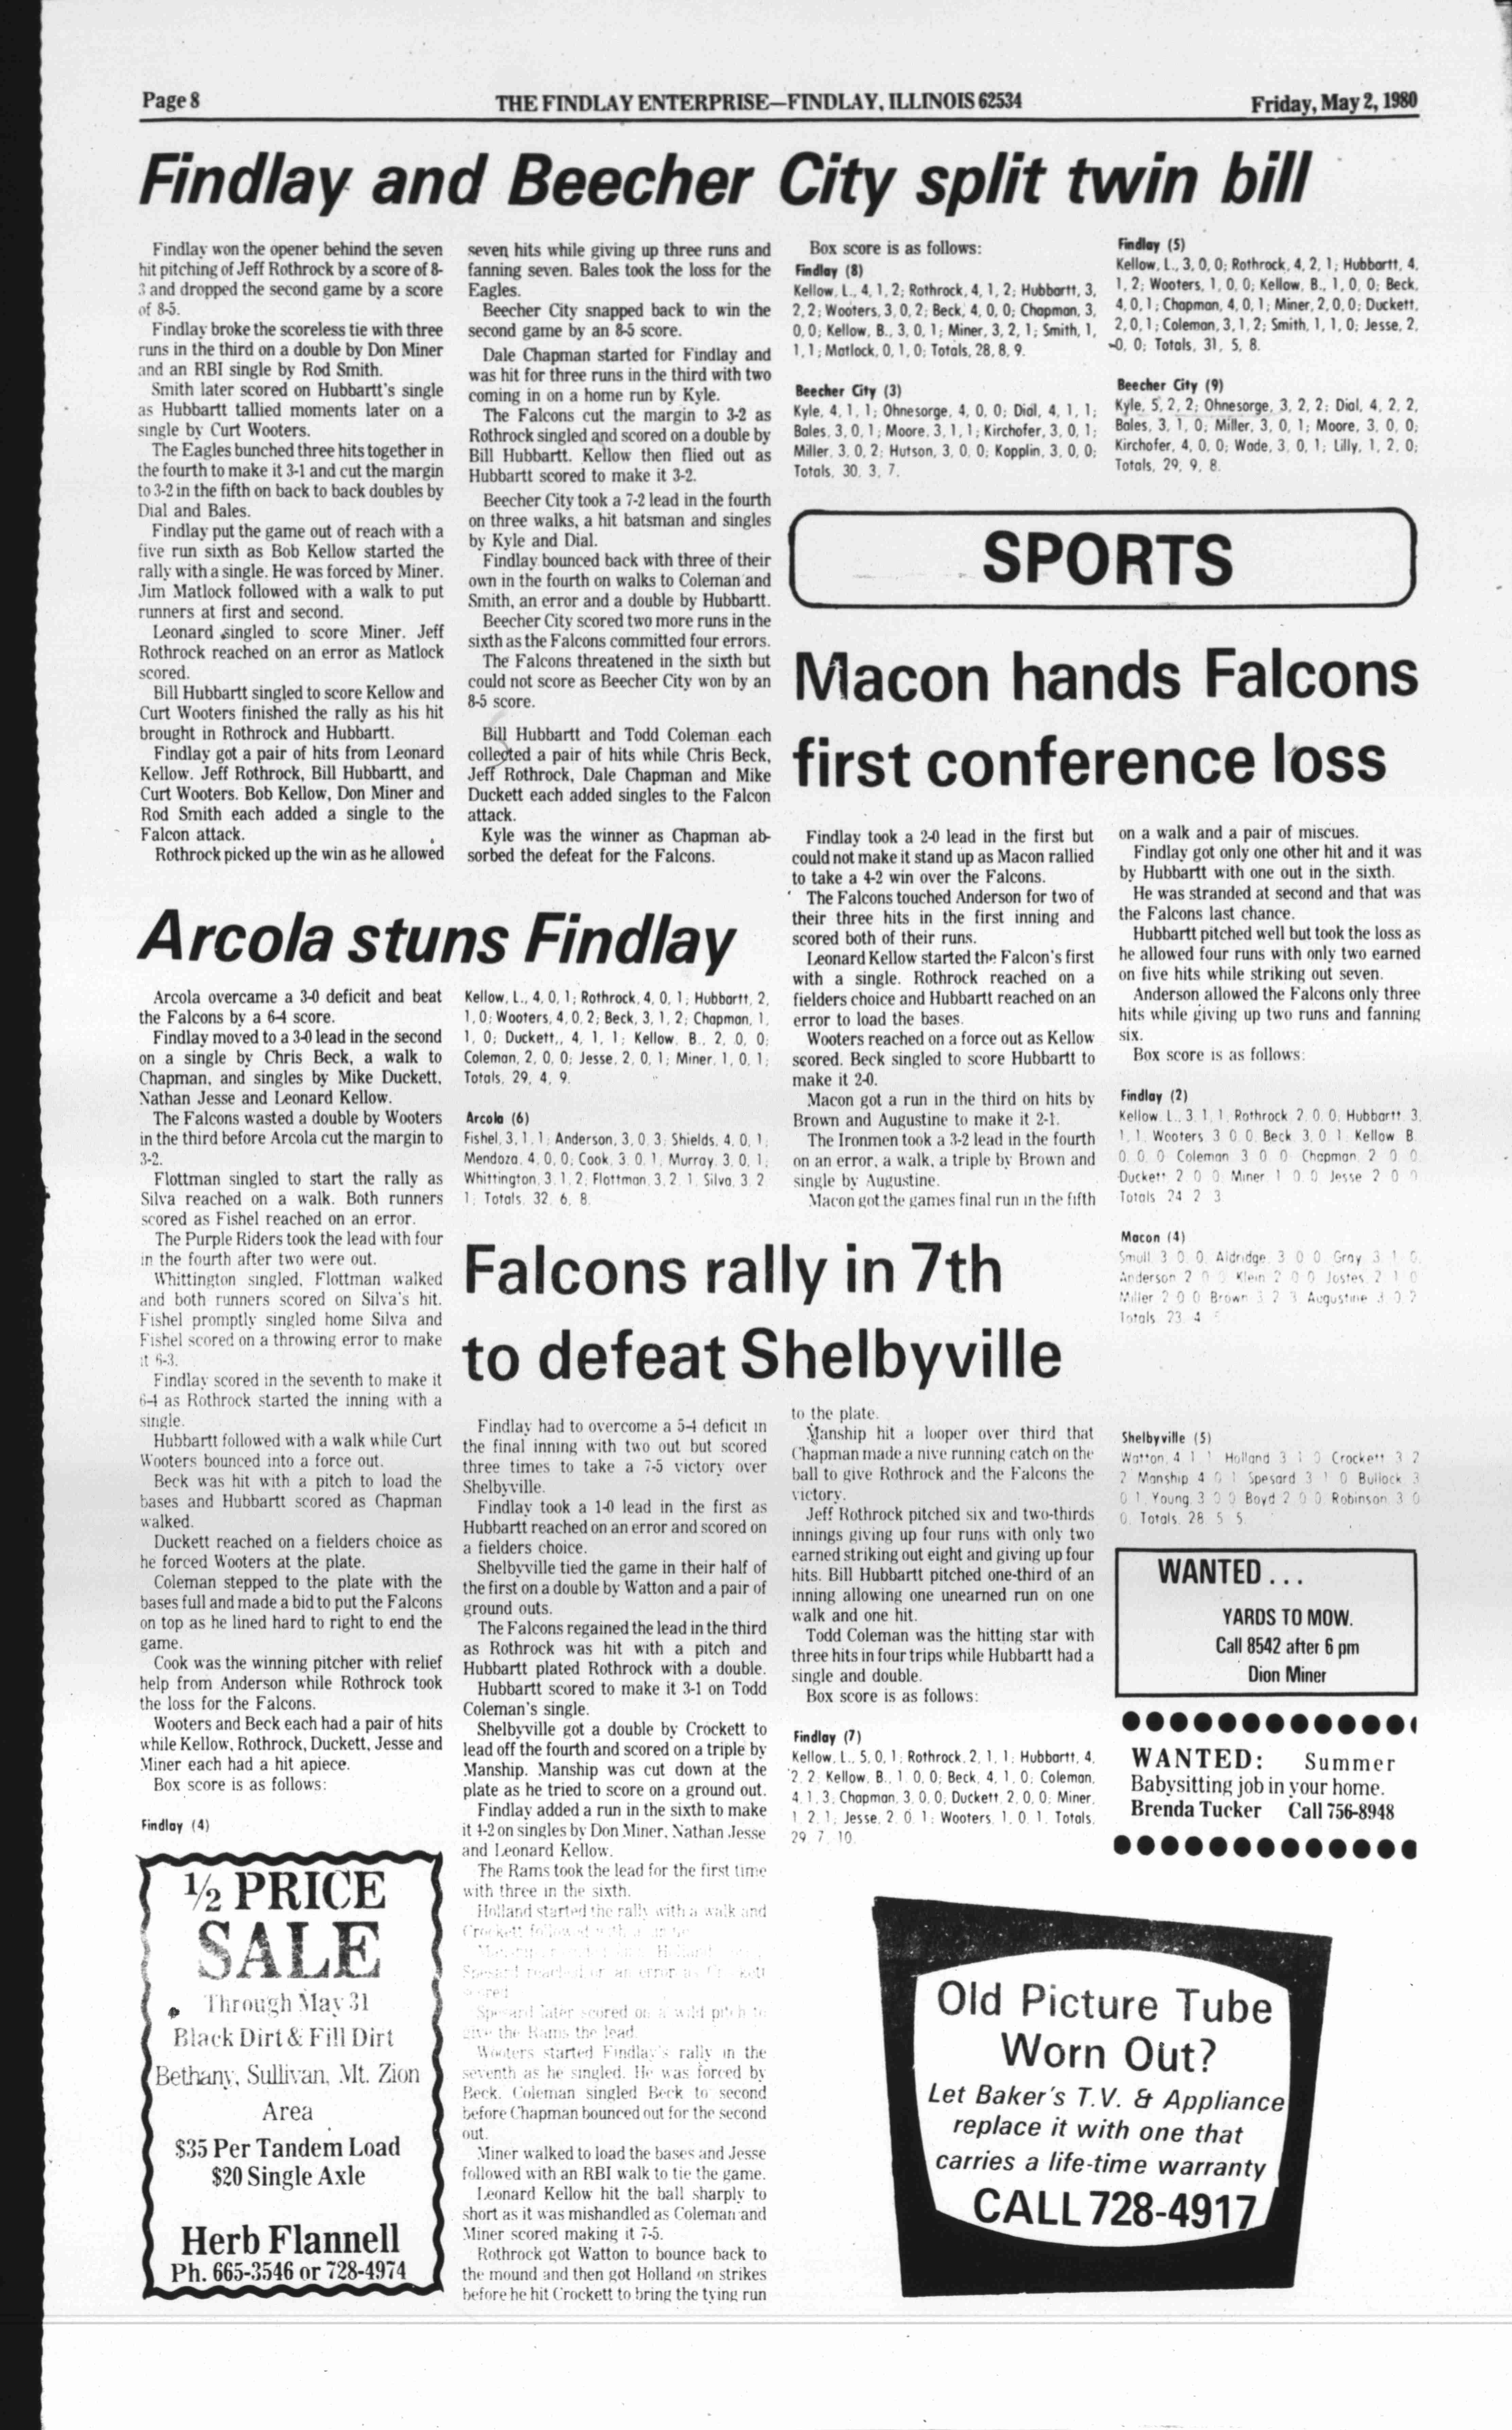 Page 8
THE FINDLAY ENTERPRISE—FINDLAY, ILLINOIS 62534
Friday, May 2, 1980
Findlay and Beecher City split twin bill
Findlay won the opener behind the seven
hit pitching of Jeff Rothrock by a score of 8-
3 and dropped the second game by a score
of 8-5.
Findlay broke the scoreless tie with three
runs in the third on a double by Don Miner
and an RBI single by Rod Smith.
Smith later scored on Hubbartt's single
as Hubbartt tallied moments later on a
single by Curt Wooters.
The Eagles bunched three hits together in
the fourth to make it 3-1 and cut the margin
to 3-2 in the fifth on back to back doubles by
Dial and Bales.
Findlay put the game out of reach with a
five run sixth as Bob Kellow started the
rally with a single. He was forced by Miner.
Jim Matlock followed with a walk to put
runners at first and second.
Leonard singled to score Miner. Jeff
Rothrock reached on an error as Matlock
scored.
Bill Hubbartt singled to score Kellow and
Curt Wooters finished the rally as his hit
brought in Rothrock and Hubbartt.
Findlay got a pair of hits from Leonard
Kellow. Jeff Rothrock, Bill Hubbartt, and
Curt Wooters. Bob Kellow, Don Miner and
Rod Smith each added a single to the
Falcon attack.
Rothrock picked up the win as he allowed
seven hits while giving up three runs and
fanning seven. Bales took the loss for the
Eagles.
Beecher City snapped back to win the
second game by an 8-5 score.
Dale Chapman started for Findlay and
was hit for three runs in the third with two
coming in on a home run by Kyle.
The Falcons cut the margin to 3-2 as
Rothrock singled and scored on a double by
Bill Hubbartt. Kellow then flied out as
Hubbartt scored to make it 3-2.
Beecher City took a 7-2 lead in the fourth
on three walks, a hit batsman and singles
by Kyle and Dial.
Findlay bounced back with three of their
own in the fourth on walks to Coleman and
Smith, an error and a double by Hubbartt.
Beecher City scored two more runs in the
sixth as the Falcons committed four errors.
The Falcons threatened in the sixth but
could not score as Beecher City won by an
8-5 score.
Bill Hubbartt and Todd Coleman each
collected a pair of hits while Chris Beck,
Jeff Rothrock, Dale Chapman and Mike
Duckett each added singles to the Falcon
attack.
Kyle was the winner as Chapman ab-
sorbed the defeat for the Falcons.
Box score is as follows:
Findlay (8)
Kellow, L., 4, 1, 2; Rothrock, 4, 1, 2; Hubbartt, 3,
2, 2; Wooters, 3, 0, 2; Beck, 4, 0, 0; Chapman, 3,
0, 0; Kellow, B., 3, 0, 1; Miner, 3, 2, 1; Smith, 1,
1, 1; Matlock, 0, 1, 0; Totals, 28, 8, 9.
Beecher City (3)
Kyle, 4, 1, 1; Ohnesorge, 4, 0, 0; Dial, 4, 1, 1;
Bales, 3, 0, 1; Moore, 3, 1, 1; Kirchofer, 3, 0, 1;
Miller, 3, 0, 2; Hutson, 3, 0, 0; Kopplin, 3, 0, 0;
Totals, 30, 3, 7.
Findlay (5)
Kellow, L., 3, 0, 0; Rothrock, 4, 2, 1; Hubbartt, 4,
1, 2; Wooters, 1, 0, 0; Kellow, B., 1, 0, 0; Beck,
4, 0, 1; Chapman, 4, 0, 1; Miner, 2, 0, 0; Duckett,
2, 0, 1; Coleman, 3, 1, 2; Smith, 1, 1, 0; Jesse, 2,
0, 0; Totals, 31, 5, 8.
Beecher City (9)
Kyle, 5, 2, 2; Ohnesorge, 3, 2, 2; Dial, 4, 2, 2,
Bales, 3, 1, 0; Miller, 3, 0, 1; Moore, 3, 0, 0;
Kirchofer, 4, 0, 0; Wade, 3, 0, 1; Lilly, 1, 2, 0;
Totals, 29, 9, 8.
SPORTS
Macon hands Falcons
first conference loss
Findlay took a 2-0 lead in the first but
could not make it stand up as Macon rallied
to take a 4-2 win over the Falcons.
The Falcons touched Anderson for two of
their three hits in the first inning and
scored both of their runs.
Leonard Kellow started the Falcon's first
with a single. Rothrock reached on a
fielders choice and Hubbartt reached on an
error to load the bases.
Wooters reached on a force out as Kellow
scored. Beck singled to score Hubbartt to
make it 2-0.
Macon got a run in the third on hits by
Brown and Augustine to make it 2-1.
The Ironmen took a 3-2 lead in the fourth
on an error, a walk, a triple by Brown and
single by Augustine.
Macon got the games final run in the fifth
on a walk and a pair of miscues.
Findlay got only one other hit and it was
by Hubbartt with one out in the sixth.
He was stranded at second and that was
the Falcons last chance.
Hubbartt pitched well but took the loss as
he allowed four runs with only two earned
on five hits while striking out seven.
Anderson allowed the Falcons only three
hits while giving up two runs and fanning
six.
Box score is as follows:
Findlay (2)
Kellow L., 3, 1, 1, Rothrock 2, 0, 0, Hubbartt 3,
1, 1, Wooters 3 0 0, Beck 3, 0, 1, Kellow B.
0, 0, 0 Coleman 3 0 0 Chapman 2 0 0
Duckett 2, 0 0 Miner 1 0 0 Jesse 2 0 0
Totals 24 2 3
Macon (4)
Smull 3 0 0, Aldridge 3 0 0 Gray 3 1 0,
Anderson 2 0 Klein 2 0 0 Jostes 2 1 0
Miller 2 0 0 Brown 3 2 3 Augustine 3 0 2
Totals 23 4
Arcola stuns Findlay
Arcola overcame a 3-0 deficit and beat
the Falcons by a 6-4 score.
Findlay moved to a 3-0 lead in the second
on a single by Chris Beck, a walk to
Chapman, and singles by Mike Duckett,
Nathan Jesse and Leonard Kellow.
The Falcons wasted a double by Wooters
in the third before Arcola cut the margin to
3-2.
Flottman singled to start the rally as
Silva reached on a walk. Both runners
scored as Fishel reached on an error.
The Purple Riders took the lead with four
in the fourth after two were out.
Whittington singled, Flottman walked
and both runners scored on Silva's hit.
Fishel promptly singled home Silva and
Fishel scored on a throwing error to make
it 6-3.
Findlay scored in the seventh to make it
6-4 as Rothrock started the inning with a
single.
Hubbartt followed with a walk while Curt
Wooters bounced into a force out.
Beck was hit with a pitch to load the
bases and Hubbartt scored as Chapman
walked.
Duckett reached on a fielders choice as
he forced Wooters at the plate.
Coleman stepped to the plate with the
bases full and made a bid to put the Falcons
on top as he lined hard to right to end the
game.
Cook was the winning pitcher with relief
help from Anderson while Rothrock took
the loss for the Falcons.
Wooters and Beck each had a pair of hits
while Kellow, Rothrock, Duckett, Jesse and
Miner each had a hit apiece.
Box score is as follows:
Findlay (4)
Kellow, L., 4, 0, 1; Rothrock, 4, 0, 1; Hubbartt, 2,
1, 0; Wooters, 4, 0, 2; Beck, 3, 1, 2; Chapman, 1,
1, 0; Duckett,, 4, 1, 1; Kellow, B., 2, 0, 0;
Coleman, 2, 0, 0; Jesse, 2, 0, 1; Miner, 1, 0, 1;
Totals, 29, 4, 9.
Arcola (6)
Fishel, 3, 1, 1; Anderson, 3, 0, 3; Shields, 4, 0, 1;
Mendoza, 4, 0, 0; Cook, 3, 0, 1, Murray, 3, 0, 1;
Whittington, 3, 1, 2; Flottman, 3, 2, 1, Silva, 3, 2
1; Totals, 32, 6, 8.
Falcons rally in 7th
to defeat Shelbyville
Findlay had to overcome a 5-4 deficit in
the final inning with two out but scored
three times to take a 7-5 victory over
Shelbyville.
Findlay took a 1-0 lead in the first as
Hubbartt reached on an error and scored on
a fielders choice.
Shelbyville tied the game in their half of
the first on a double by Watton and a pair of
ground outs.
The Falcons regained the lead in the third
as Rothrock was hit with a pitch and
Hubbartt plated Rothrock with a double.
Hubbartt scored to make it 3-1 on Todd
Coleman's single.
Shelbyville got a double by Crockett to
lead off the fourth and scored on a triple by
Manship. Manship was cut down at the
plate as he tried to score on a ground out.
Findlay added a run in the sixth to make
it 4-2 on singles by Don Miner, Nathan Jesse
and Leonard Kellow.
The Rams took the lead for the first time
with three in the sixth.
Holland started the rally with a walk and
Crockett followed
Holland
Spesard reached on an error as Crockett
scored
Spesard later scored on a wild pitch to
give the Rams the lead.
Wooters started Findlay's rally in the
seventh as he singled. He was forced by
Beck. Coleman singled Beck to second
before Chapman bounced out for the second
out.
Miner walked to load the bases and Jesse
followed with an RBI walk to tie the game.
Leonard Kellow hit the ball sharply to
short as it was mishandled as Coleman and
Miner scored making it 7-5.
Rothrock got Watton to bounce back to
the mound and then got Holland on strikes
before he hit Crockett to bring the tying run
to the plate.
Manship hit a looper over third that
Chapman made a nive running catch on the
ball to give Rothrock and the Falcons the
victory.
Jeff Rothrock pitched six and two-thirds
innings giving up four runs with only two
earned striking out eight and giving up four
hits. Bill Hubbartt pitched one-third of an
inning allowing one unearned run on one
walk and one hit.
Todd Coleman was the hitting star with
three hits in four trips while Hubbartt had a
single and double.
Box score is as follows:
Findlay (7)
Kellow, L., 5, 0, 1; Rothrock, 2, 1, 1; Hubbartt, 4,
2, 2; Kellow, B., 1, 0, 0; Beck, 4, 1, 0; Coleman,
4, 1, 3; Chapman, 3, 0, 0; Duckett, 2, 0, 0; Miner,
1, 2, 1; Jesse, 2, 0, 1; Wooters, 1, 0, 1, Totals,
29, 7, 10.
Shelbyville (5)
Watton, 4 1 1 Holland 3 1 0 Crockett 3 2
2 Manship 4 0 1 Spesard 3 1 0 Bullock 3
0 1, Young, 3 0 0 Boyd 2 0 0 Robinson, 3 0
0, Totals, 28 5 5
WANTED...
YARDS TO MOW.
Call 8542 after 6 pm
Dion Miner
WANTED: Summer
Babysitting job in your home.
Brenda Tucker Call 756-8948
½ PRICE
SALE
Through May 31
Black Dirt & Fill Dirt
Bethany, Sullivan, Mt. Zion
Area
$35 Per Tandem Load
$20 Single Axle
Herb Flannell
Ph. 665-3546 or 728-4974
Old Picture Tube
Worn Out?
Let Baker's T.V. & Appliance
replace it with one that
carries a life-time warranty
CALL 728-4917